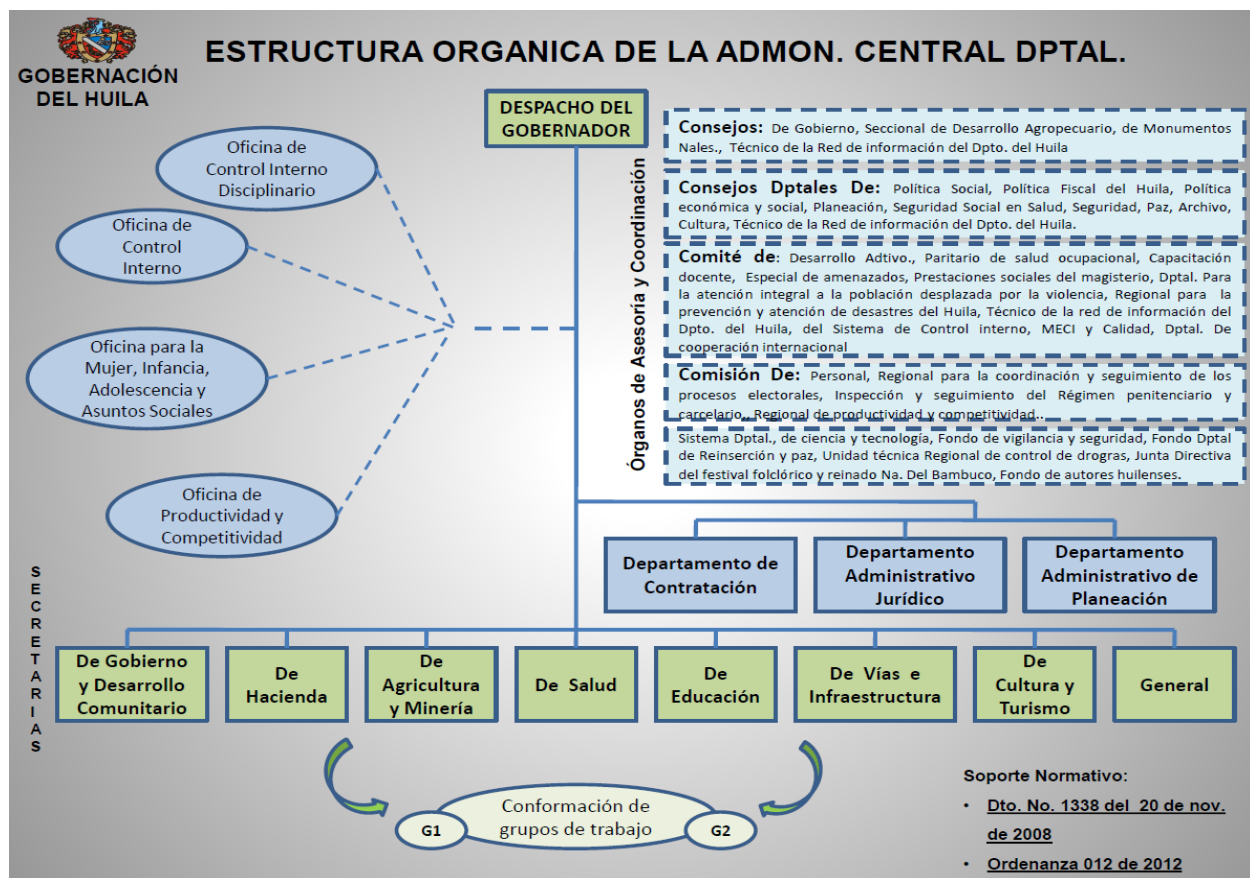 GOBERNACIÓN
DEL HUILA
ESTRUCTURA ORGANICA DE LA ADMON. CENTRAL DPTAL.
DESPACHO DEL
GOBERNADOR
Oficina de
Control Interno
Disciplinario
Oficina de
Control
Interno
Oficina para la
Mujer, Infancia,
Adolescencia y
Asuntos Sociales
Oficina de
Productividad y
Competitividad
Órganos de Asesoría y Coordinación
Consejos: De Gobierno, Seccional de Desarrollo Agropecuario, de Monumentos
Nales., Técnico de la Red de información del Dpto. del Huila
Consejos Dptales De: Política Social, Política Fiscal del Huila, Política
económica y social, Planeación, Seguridad Social en Salud, Seguridad, Paz, Archivo,
Cultura, Técnico de la Red de información del Dpto. del Huila.
Comité de: Desarrollo Adtivo., Paritario de salud ocupacional, Capacitación
docente, Especial de amenazados, Prestaciones sociales del magisterio, Dptal. Para
la atención integral a la población desplazada por la violencia, Regional para la
prevención y atención de desastres del Huila, Técnico de la red de información del
Dpto. del Huila, del Sistema de Control interno, MECI y Calidad, Dptal. De
cooperación internacional
Comisión De: Personal, Regional para la coordinación y seguimiento de los
procesos electorales, Inspección y seguimiento del Régimen penitenciario y
carcelario,, Regional de productividad y competividad..
Sistema Dptal., de ciencia y tecnología, Fondo de vigilancia y seguridad, Fondo Dptal
de Reinserción y paz, Unidad técnica Regional de control de drogras, Junta Directiva
del festival folclórico y reinado Na. Del Bambuco, Fondo de autores huilenses.
Departamento de
Contratación
Departamento
Administrativo
Jurídico
Departamento
Administrativo de
Planeación
SECRETARIAS
De Gobierno
y Desarrollo
Comunitario
De
Hacienda
De
Agricultura
y Minería
De Salud
De
Educación
De Vías e
Infraestructura
De
Cultura y
Turismo
General
Conformación de
grupos de trabajo
G1
G2
Soporte Normativo:
• Dto. No. 1338 del 20 de nov.
de 2008
• Ordenanza 012 de 2012